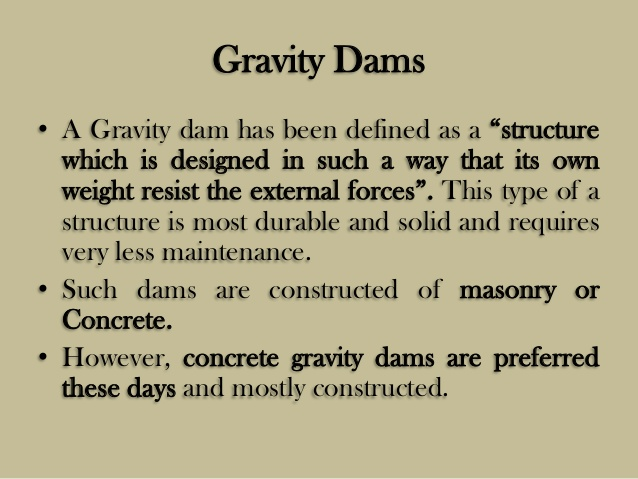 Gravity Dams
• A Gravity dam has been defined as a “structure
which is designed in such a way that its own
weight resist the external forces”. This type of a
structure is most durable and solid and requires
very less maintenance.
• Such dams are constructed of masonry or
Concrete.
• However, concrete gravity dams are preferred
these days and mostly constructed.